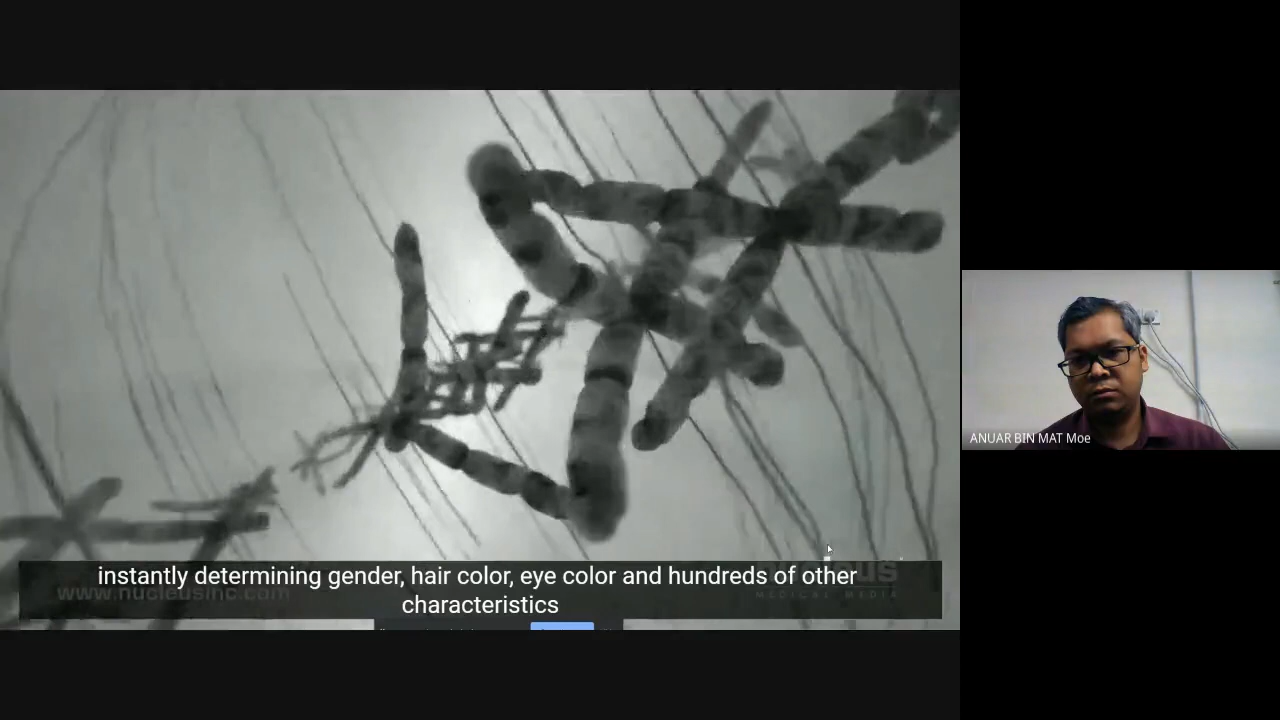 instantly determining gender, hair color, eye color and hundreds of other
characteristics
www.nucleusinc.com
MEDICAL MEDIA
ANUAR BIN MAT Moe